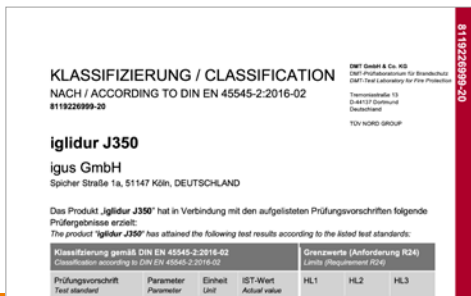 KLASSIFIZIERUNG / CLASSIFICATION
NACH / ACCORDING TO DIN EN 45545-2:2016-02
8119226999-20
DMT GmbH & Co. KG
DMT-Prüflaboratorium für Brandschutz
DMT-Test Laboratory for Fire Protection
Tremoniastraße 13
D-44137 Dortmund
Deutschland
TÜV NORD GROUP
8119226999-20
iglidur J350
igus GmbH
Spicher Straße 1a, 51147 Köln, DEUTSCHLAND
Das Produkt „iglidur J350" hat in Verbindung mit den aufgelisteten Prüfungsvorschriften folgende
Prüfergebnisse erzielt:
The product "iglidur J350" has attained the following test results according to the listed test standards:
Klassifizierung gemäß DIN EN 45545-2:2016-02
Classification according to DIN EN 45545-2:2016-02
Grenzwerte (Anforderung R24)
Limits (Requirement R24)
Prüfungsvorschrift Parameter Einheit IST-Wert HL1 HL2 HL3
Test standard Parameter Unit Actual value